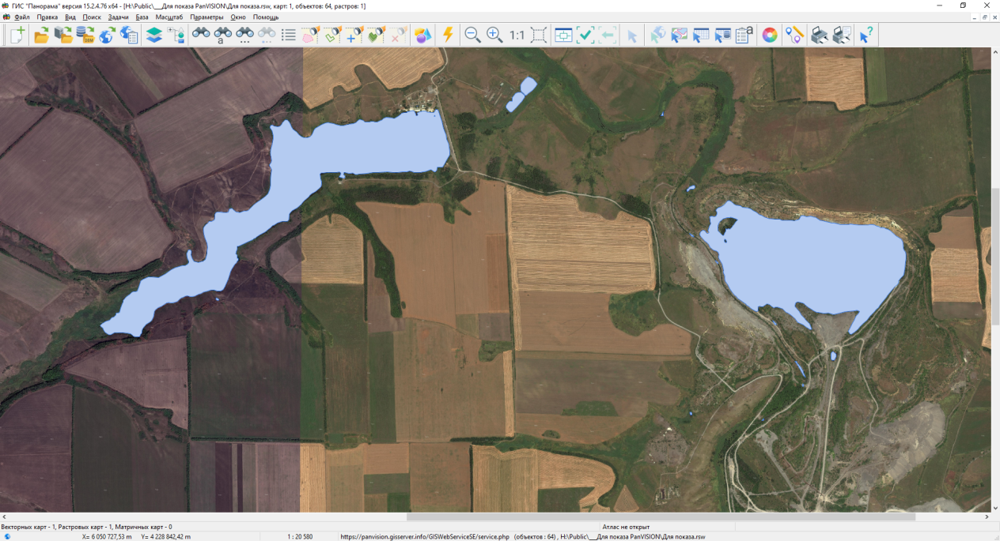 ГИС "Панорама" версия 15.2.4.76 x64 - [H:\Public\___Для показа PanVISION\Для показа.rsw, карт: 1, объектов: 64, растров: 1]
Файл Правка Вид Поиск Задачи База Масштаб Параметры Окно Помощь
1:1
a
a
?
Векторных карт - 1, Растровых карт - 1, Матричных карт - 0 Атлас не открыт
X= 6 050 727,53 m Y= 4 228 842,42 m 1 : 20 580 https://panvision.gisserver.info/GISWebServiceSE/service.php (объектов : 64) , H:\Public\___Для показа PanVISION\Для показа.rsw